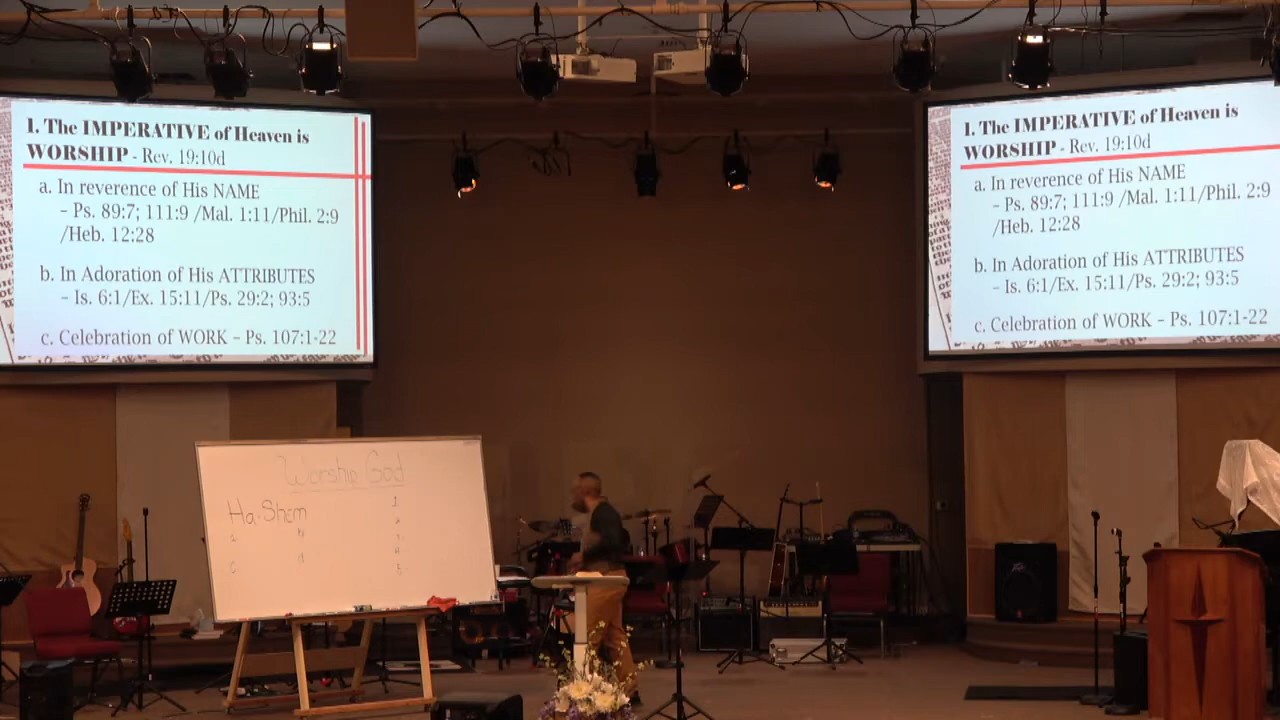 1. The IMPERATIVE of Heaven is
WORSHIP - Rev. 19:10d
a. In reverence of His NAME
– Ps. 89:7; 111:9 /Mal. 1:11/Phil. 2:9
/Heb. 12:28
b. In Adoration of His ATTRIBUTES
– Is. 6:1/Ex. 15:11/Ps. 29:2; 93:5
c. Celebration of WORK – Ps. 107:1-22
1. The IMPERATIVE of Heaven is
WORSHIP - Rev. 19:10d
a. In reverence of His NAME
– Ps. 89:7; 111:9 /Mal. 1:11/Phil. 2:9
/Heb. 12:28
b. In Adoration of His ATTRIBUTES
– Is. 6:1/Ex. 15:11/Ps. 29:2; 93:5
c. Celebration of WORK – Ps. 107:1-22
Worship God
Ha-Shem